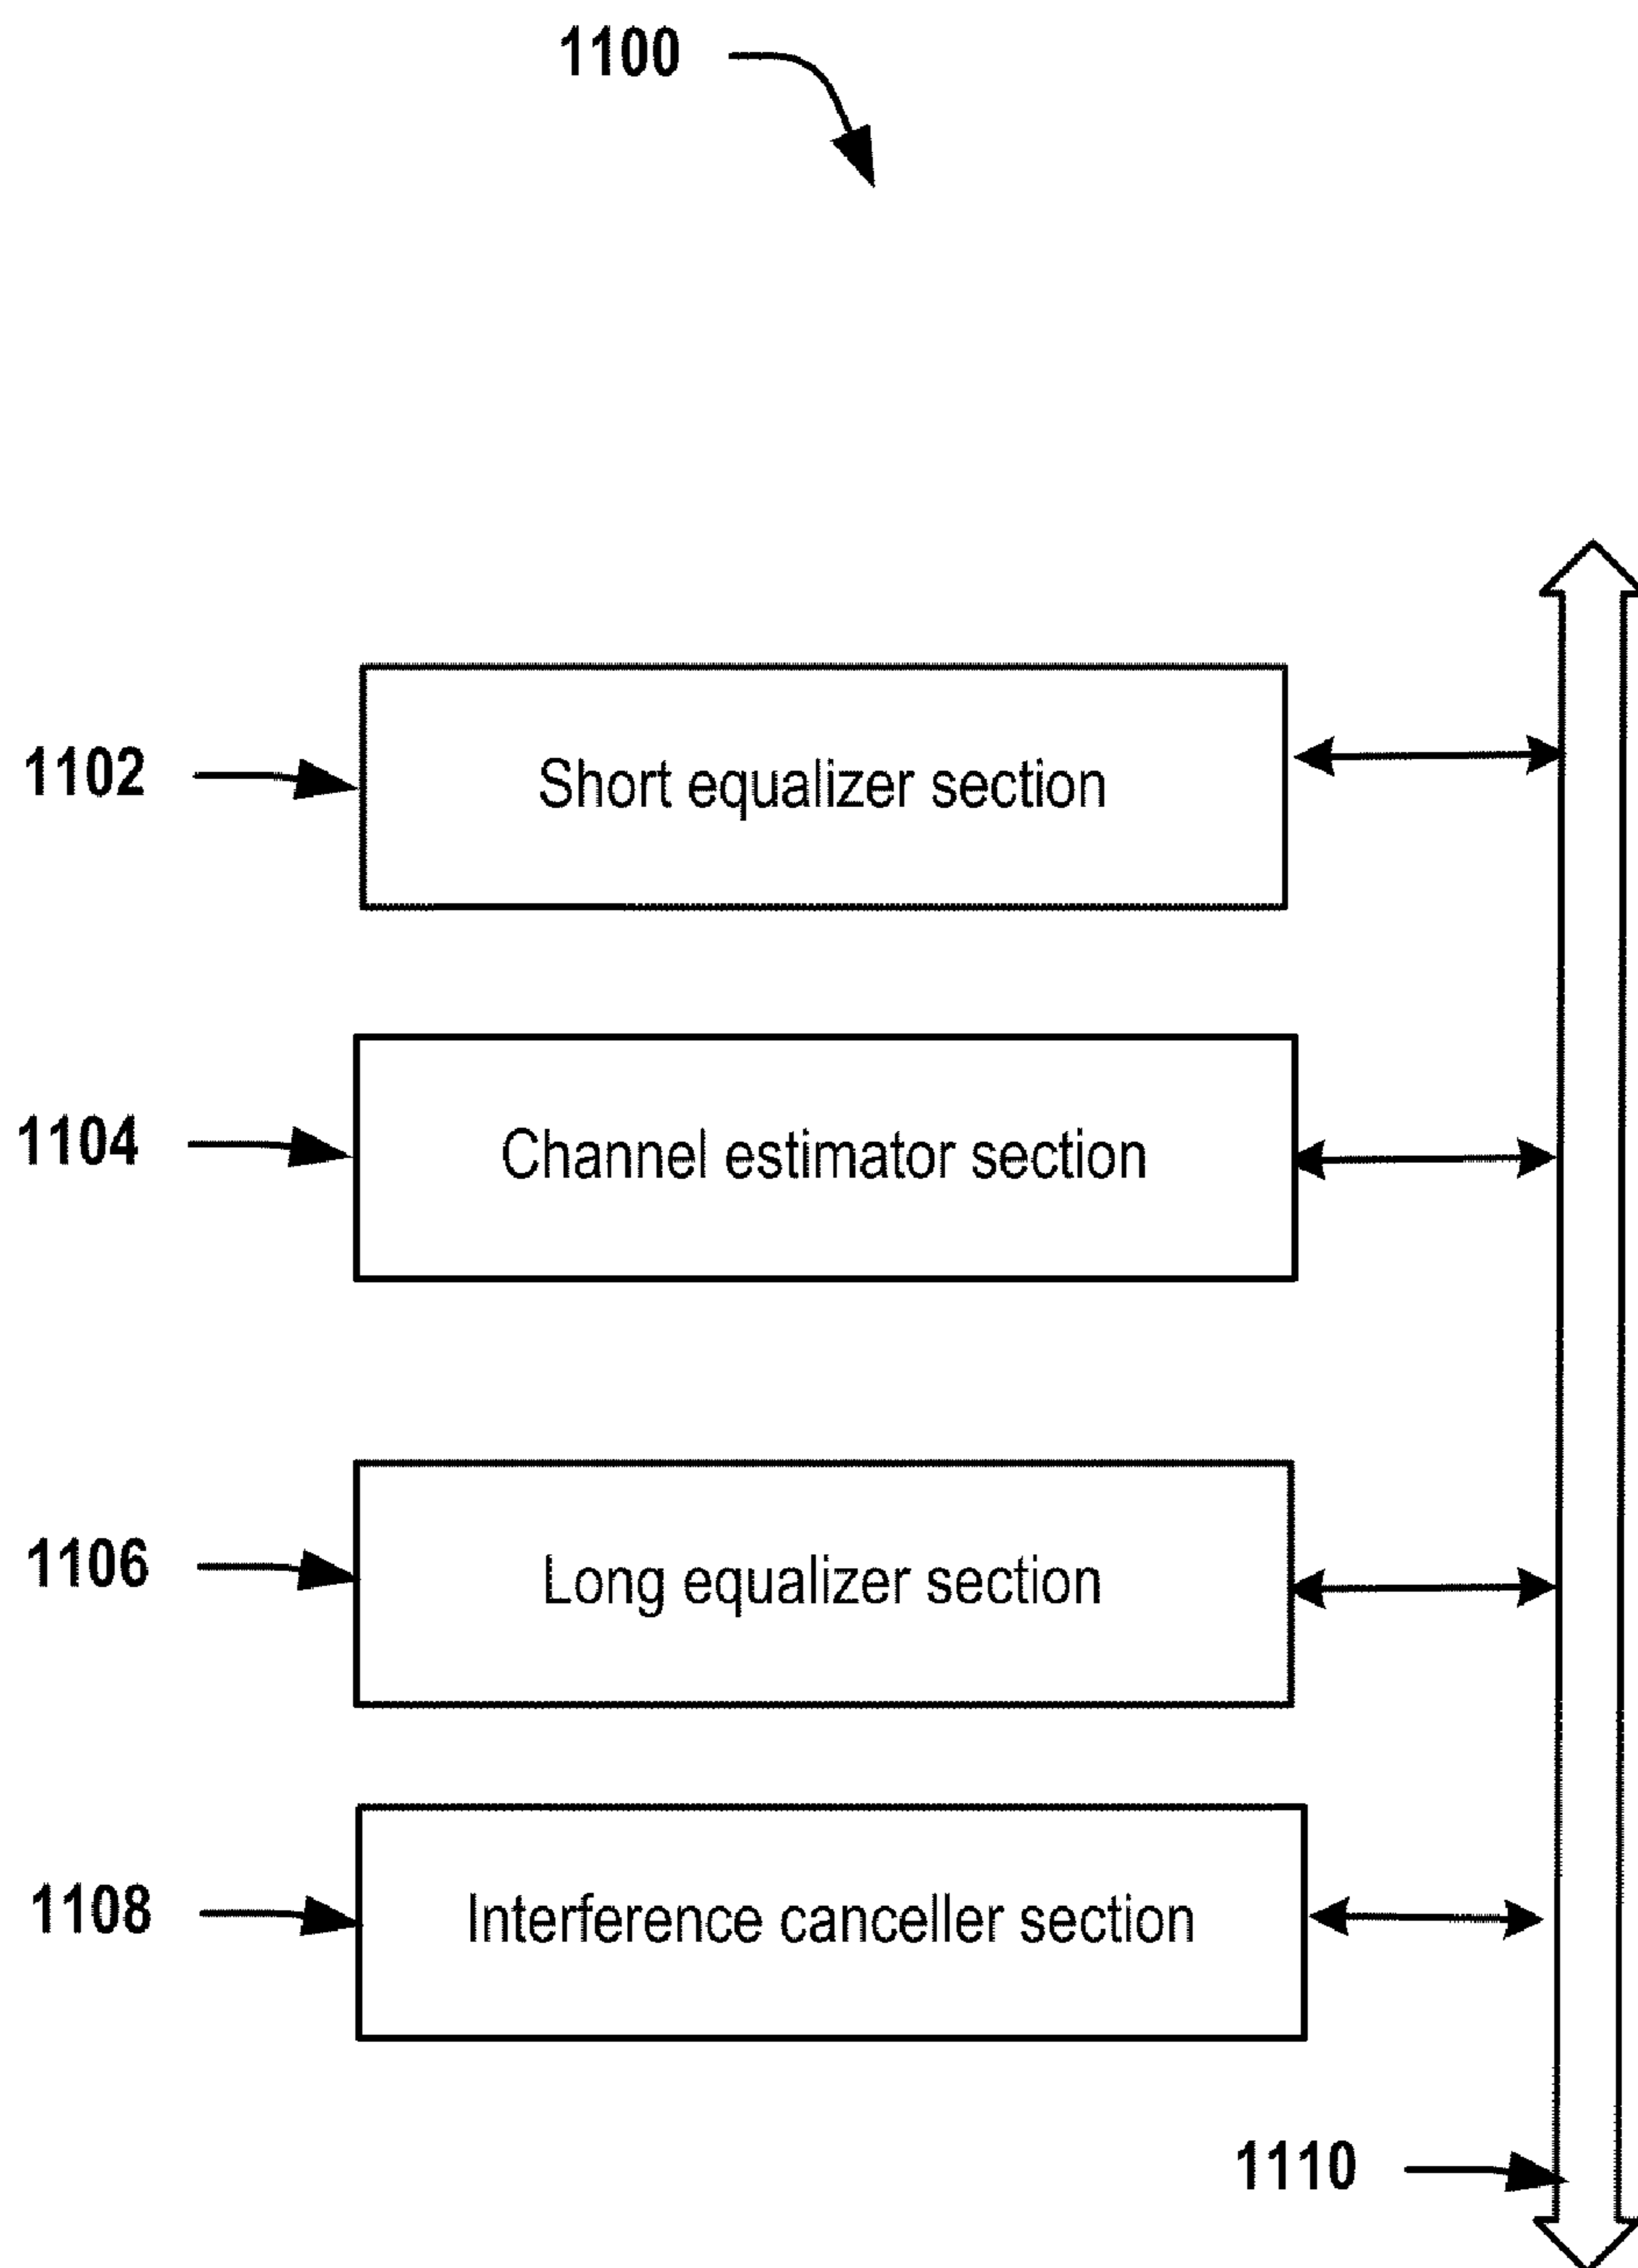 1100
1102
Short equalizer section
1104
Channel estimator section
1106
Long equalizer section
1108
Interference canceller section
1110